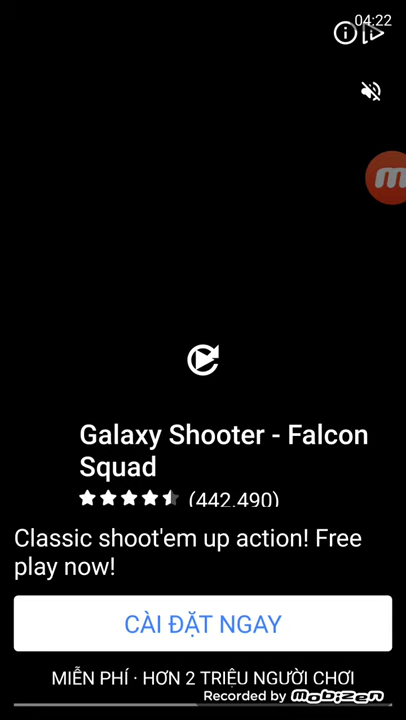 04:22
Galaxy Shooter - Falcon
Squad
(442.490)
Classic shoot'em up action! Free
play now!
CÀI ĐẶT NGAY
MIỄN PHÍ · HƠN 2 TRIỆU NGƯỜI CHƠI
Recorded by mobizen